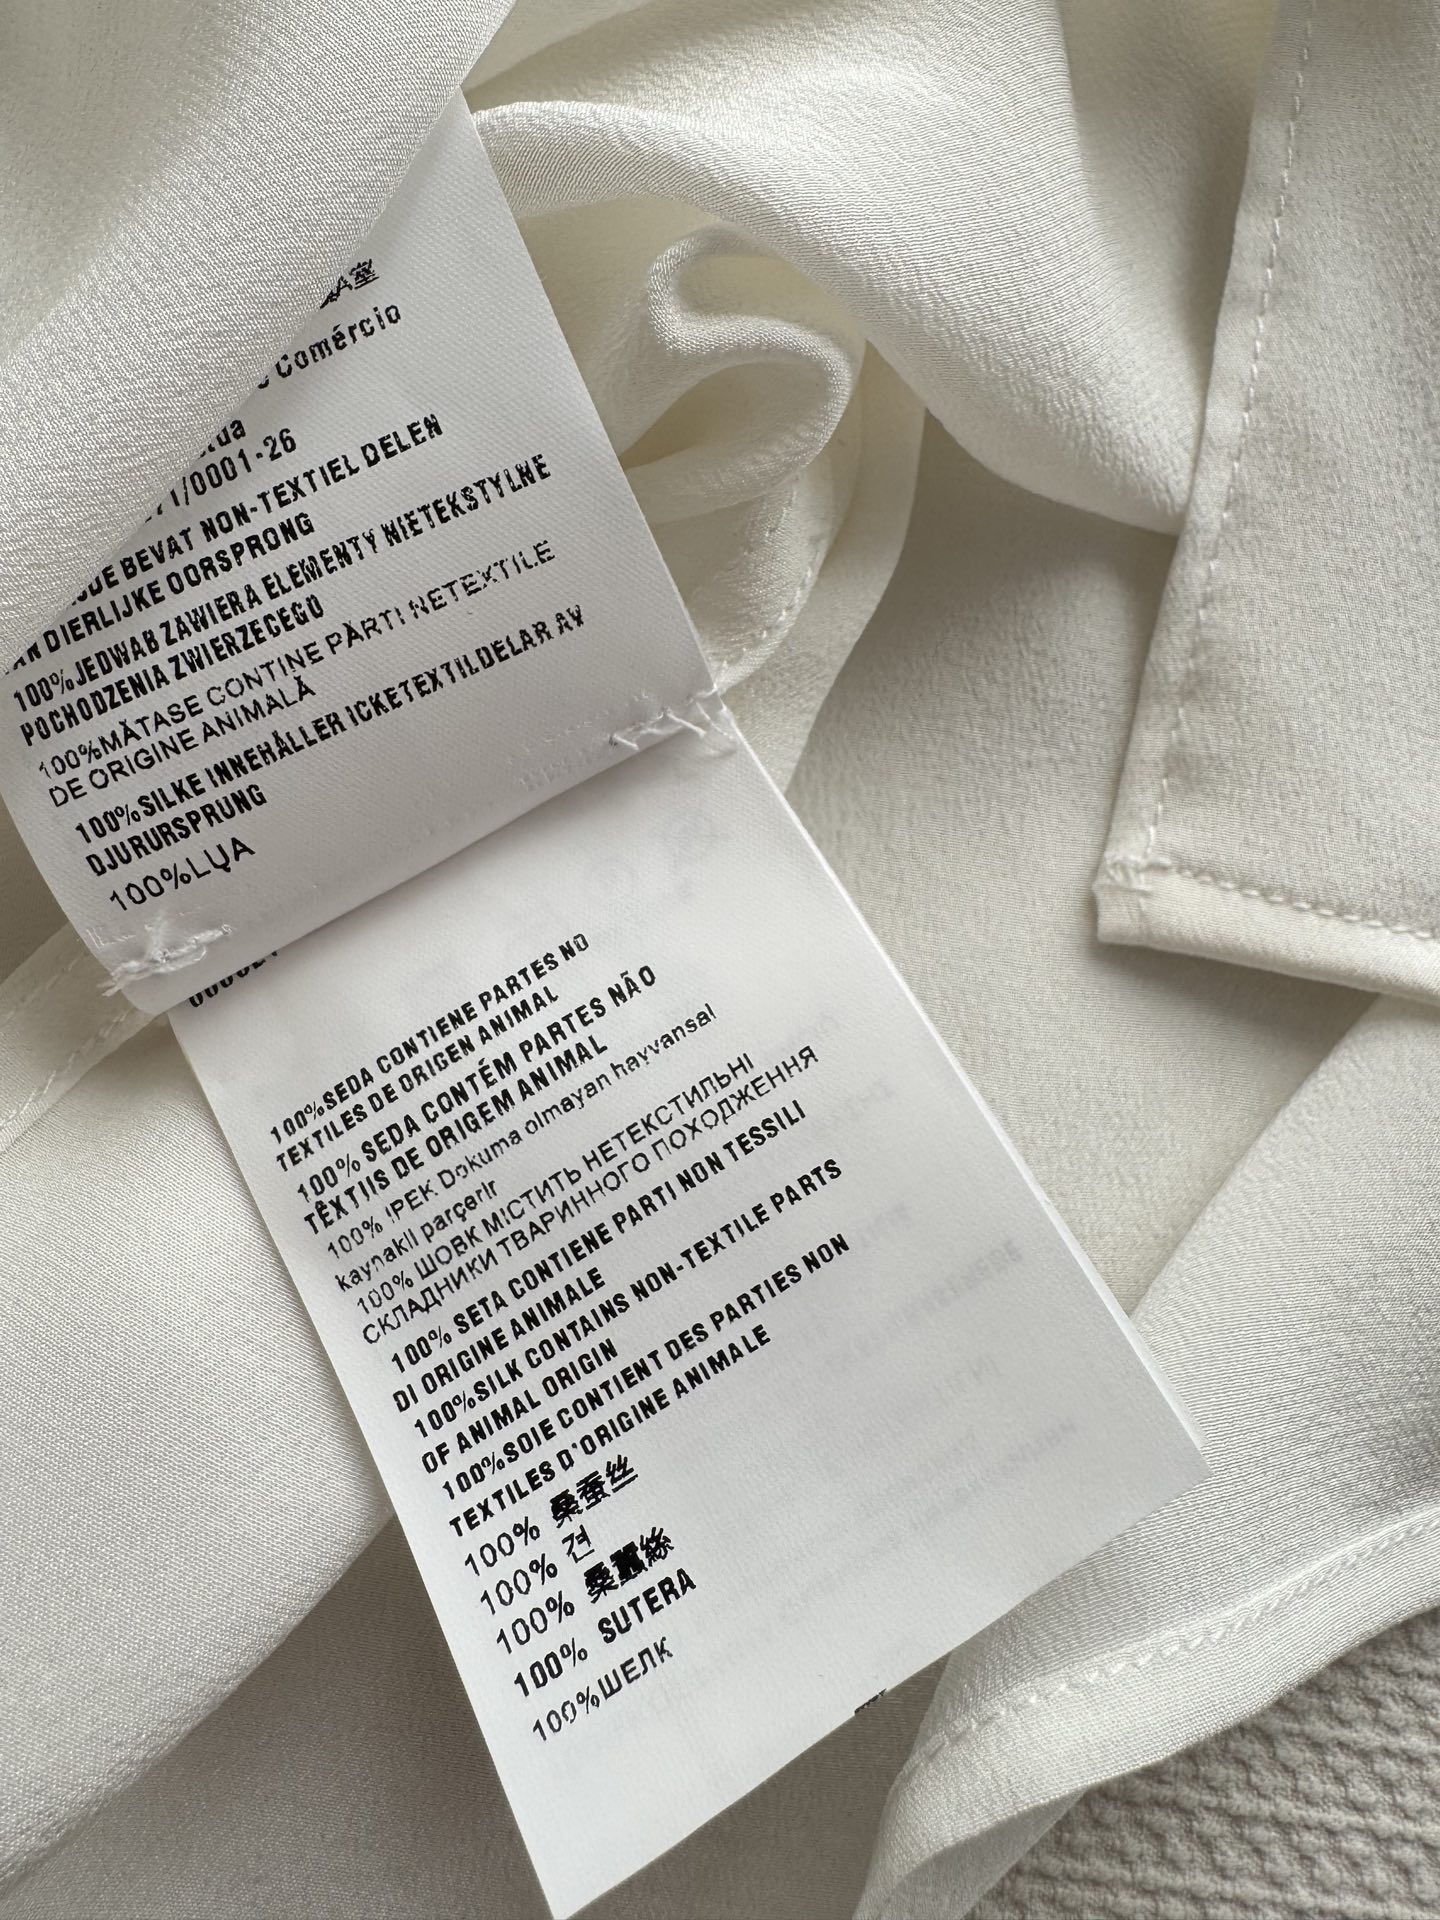 室
Comércio
/0001-26
BEVAT NON-TEXTIEL DELEN
DIERLIJKE OORSPRONG
100%JEDWAB ZAWIERA ELEMENTY NIETEKSTYLNE
POCHODZENIA ZWIERZECEGO
100%MĂTASE CONTINE PĂRTI NETEXTILE
DE ORIGINE ANIMALĂ
100%SILKE INNEHÅLLER ICKETEXTILDELAR AV
DJURURSPRUNG
100%LỤA
100%SEDA CONTIENE PARTES NO
TEXTILES DE ORIGEN ANIMAL
100% SEDA CONTÉM PARTES NÃO
TÊXTIIS DE ORIGEM ANIMAL
100% IPEK Dokuma olmayan hayvansal
kaynakli parçerir
100% ШОВК МІСТИТЬ НЕТЕКСТИЛЬНІ
СКЛАДНИКИ ТВАРИННОГО ПОХОДЖЕННЯ
100% SETA CONTIENE PARTI NON TESSILI
DI ORIGINE ANIMALE
100%SILK CONTAINS NON-TEXTILE PARTS
OF ANIMAL ORIGIN
100%SOIE CONTIENT DES PARTIES NON
TEXTILES D'ORIGINE ANIMALE
100% 桑蚕丝
100% 견
100% 桑蠶絲
100% SUTERA
100%ШЕЛК